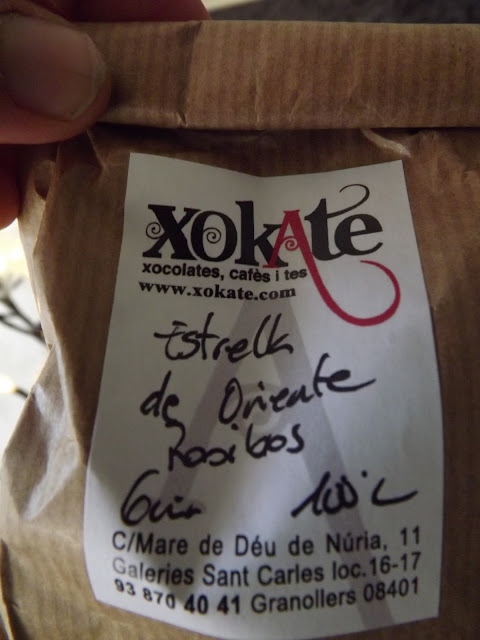 xokAte
xocolates, cafès i tes
www.xokate.com
Estrella
de Oriente
Rooibos
6min 100ºC
C/Mare de Déu de Núria, 11
Galeries Sant Carles loc.16-17
93 870 40 41 Granollers 08401